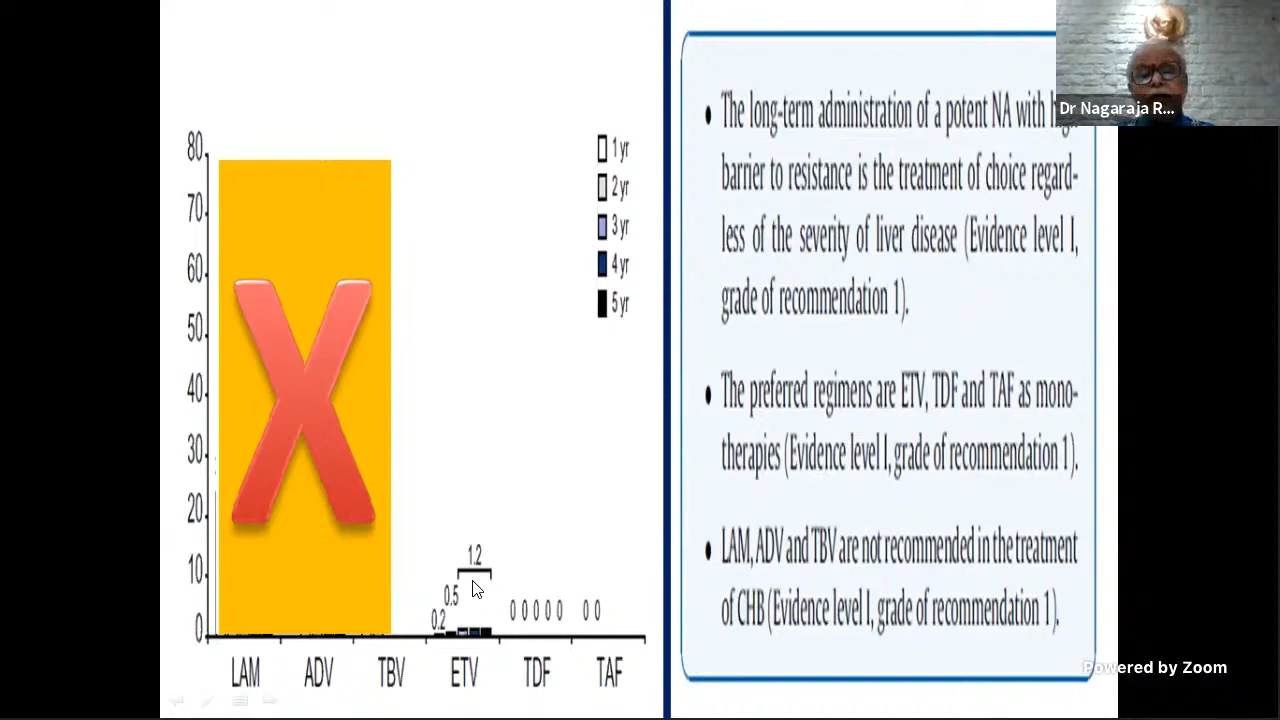 80
70
60
50
40
30
20
10
0
1 yr
2 yr
3 yr
4 yr
5 yr
1.2
0.5
0.2
0 0 0 0 0
0 0
LAM ADV TBV ETV TDF TAF
• The long-term administration of a potent NA with
barrier to resistance is the treatment of choice regard-
less of the severity of liver disease (Evidence level I,
grade of recommendation 1).
• The preferred regimens are ETV, TDF and TAF as mono-
therapies (Evidence level I, grade of recommendation 1).
• LAM, ADV and TBV are not recommended in the treatment
of CHB (Evidence level I, grade of recommendation 1).
Dr Nagaraja R...
Powered by Zoom